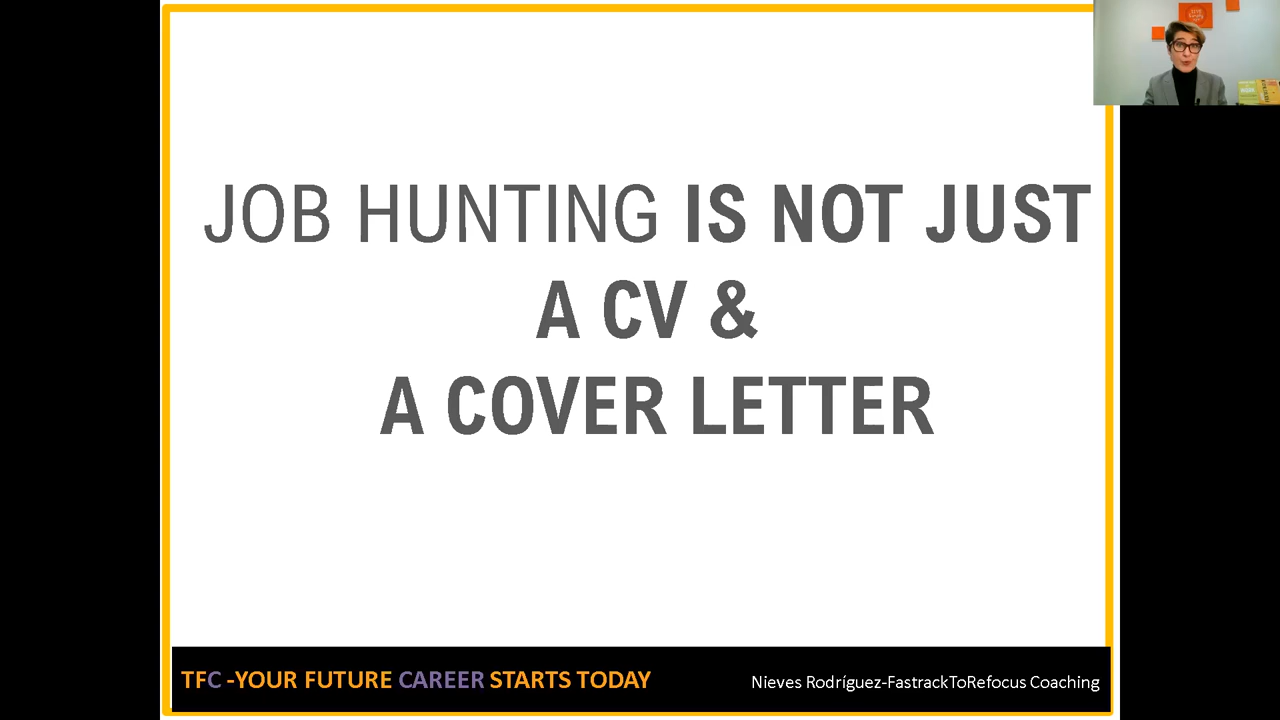 JOB HUNTING IS NOT JUST
A CV &
A COVER LETTER
TFC -YOUR FUTURE CAREER STARTS TODAY
Nieves Rodríguez-FastrackToRefocus Coaching